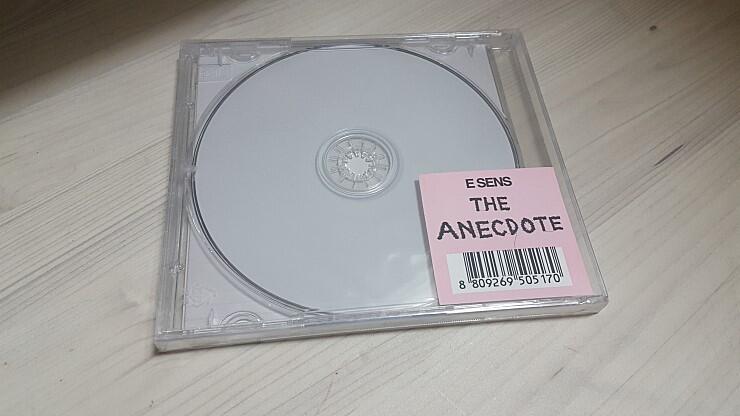 E SENS
THE
ANECDOTE
8 809269 505170